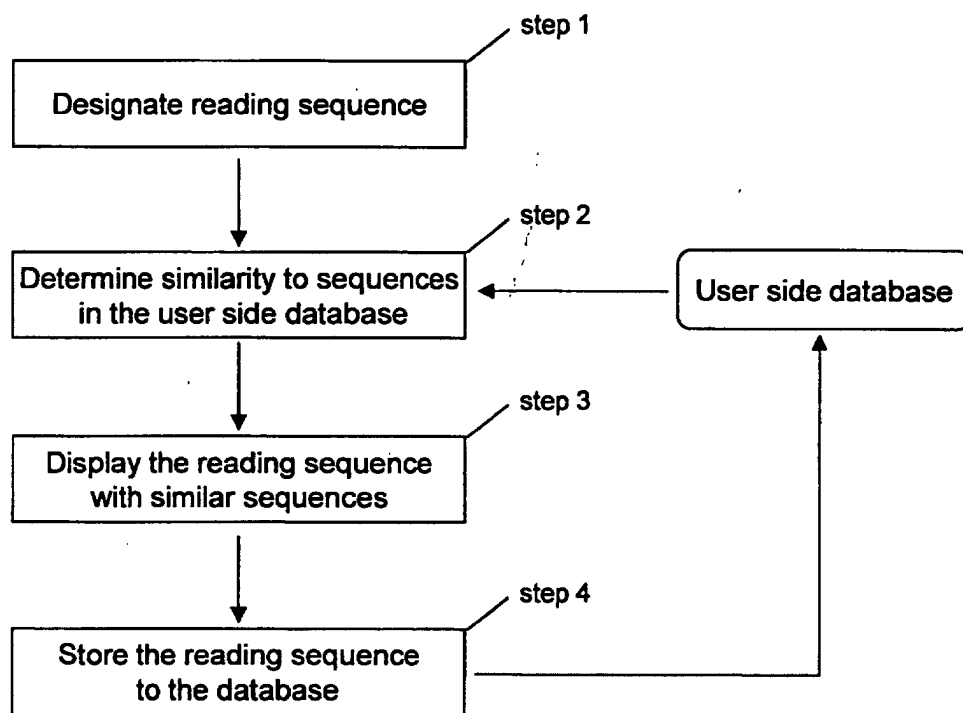 step 1
Designate reading sequence
step 2
Determine similarity to sequences
in the user side database
User side database
step 3
Display the reading sequence
with similar sequences
step 4
Store the reading sequence
to the database